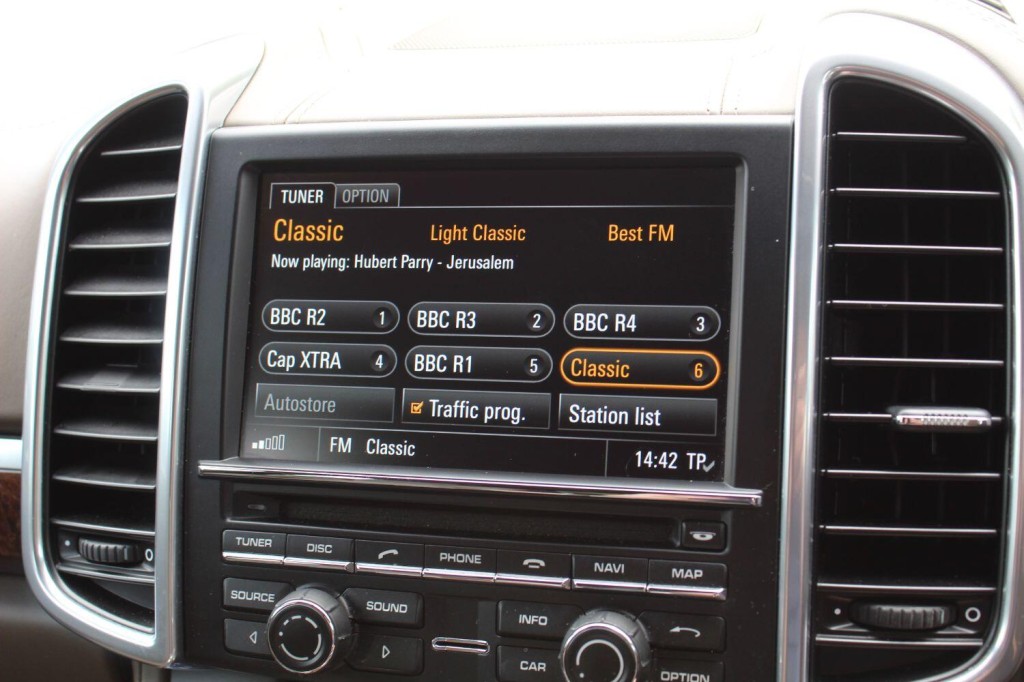 TUNER OPTION
Classic Light Classic Best FM
Now playing: Hubert Parry - Jerusalem
BBC R2 1 BBC R3 2 BBC R4 3
Cap XTRA 4 BBC R1 5 Classic 6
Autostore Traffic prog. Station list
FM Classic 14:42 TP
TUNER DISC PHONE NAVI MAP
SOURCE SOUND INFO
CAR OPTION